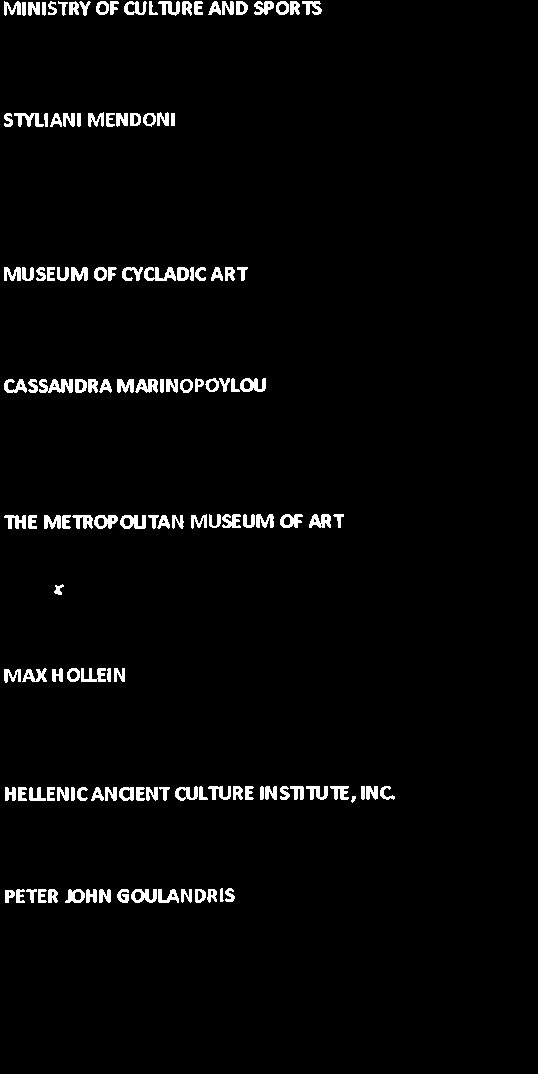 MINISTRY OF CULTURE AND SPORTS
STYLIANI MENDONI
MUSEUM OF CYCLADIC ART
CASSANDRA MARINOPOYLOU
THE METROPOLITAN MUSEUM OF ART
MAX HOLLEIN
HELLENIC ANCIENT CULTURE INSTITUTE, INC.
PETER JOHN GOULANDRIS